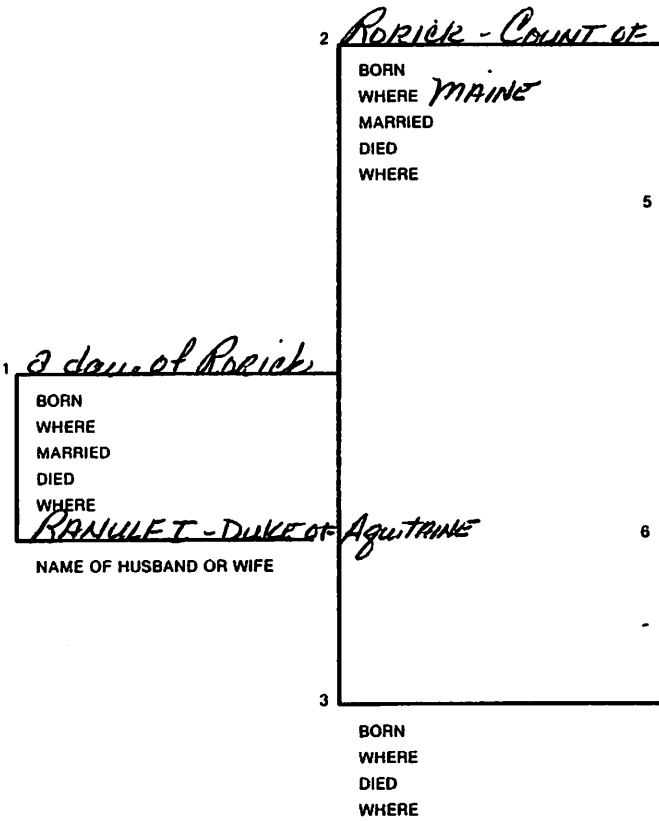 2 RORICK - COUNT OF
BORN
WHERE MAINE
MARRIED
DIED
WHERE
5
1 a dau. of RORICK
BORN
WHERE
MARRIED
DIED
WHERE
RANULF I - DUKE OF AQUITAINE
NAME OF HUSBAND OR WIFE
6
3
BORN
WHERE
DIED
WHERE